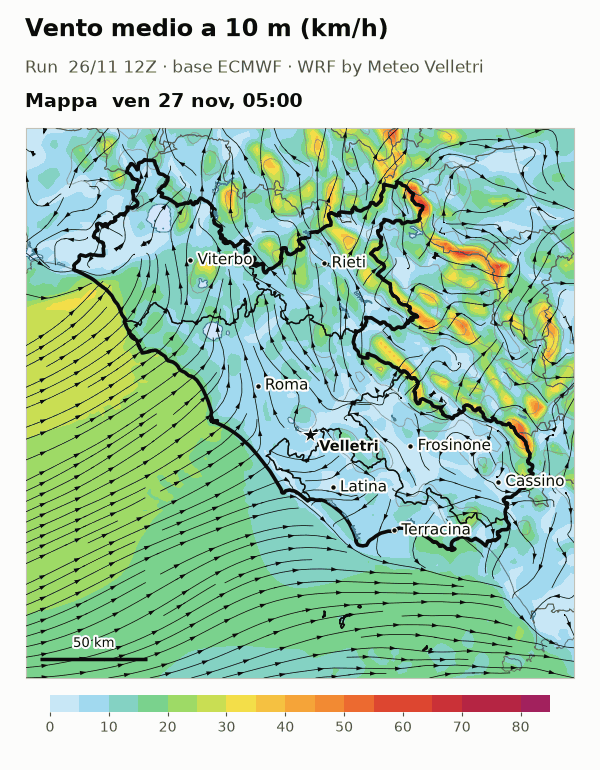 Vento medio a 10 m (km/h)
Run  26/11 12Z · base ECMWF · WRF by Meteo Velletri
Mappa  ven 27 nov, 05:00
Viterbo
Rieti
Roma
Velletri
Frosinone
Cassino
Latina
Terracina
50 km
0 10 20 30 40 50 60 70 80